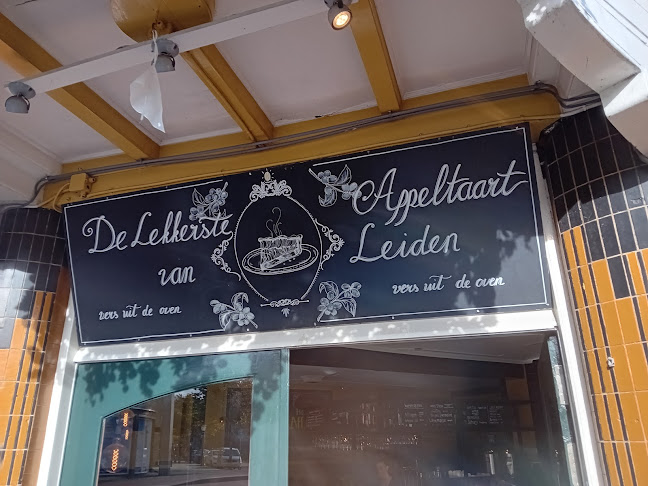 De Lekkerste
van
vers uit de oven
Appeltaart
Leiden
vers uit de oven